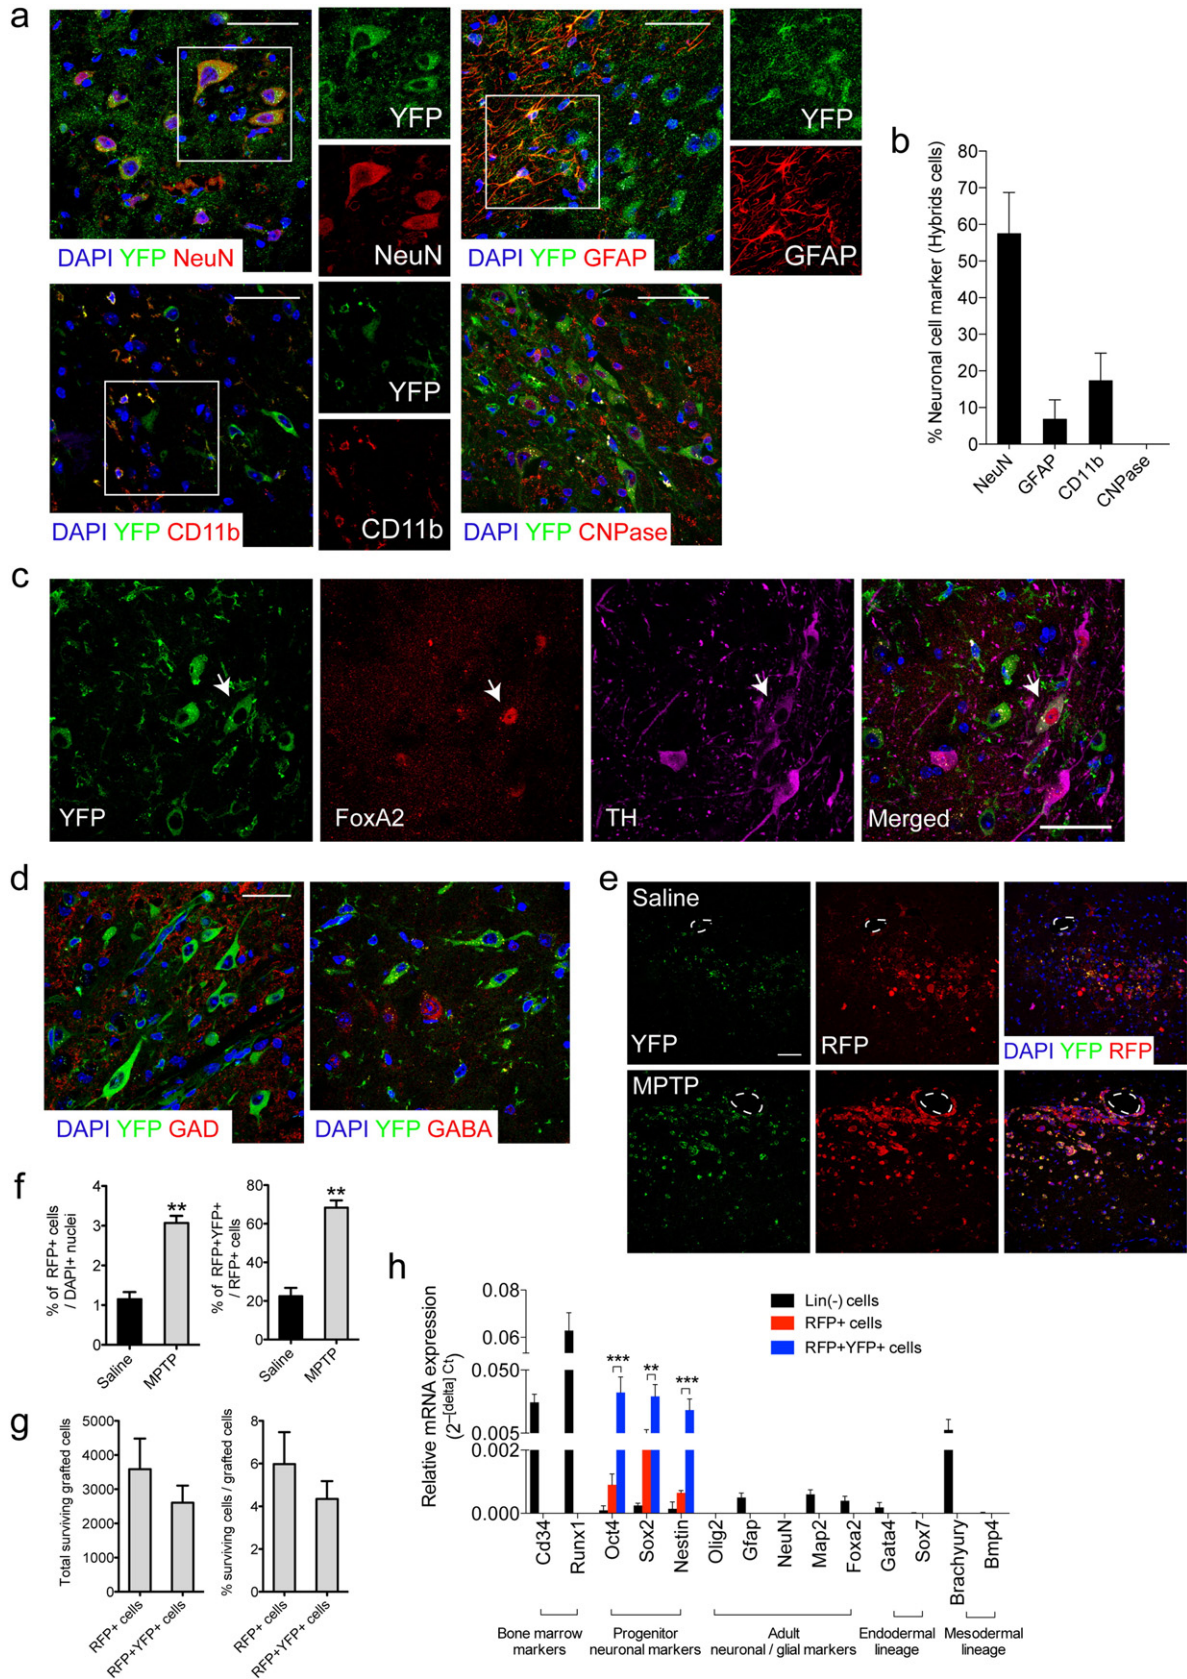 a
DAPI YFP NeuN
YFP
NeuN
DAPI YFP GFAP
YFP
GFAP
DAPI YFP CD11b
YFP
CD11b
DAPI YFP CNPase
b
% Neuronal cell marker (Hybrids cells)
80
70
60
50
40
30
20
10
0
NeuN
GFAP
CD11b
CNPase
c
YFP
FoxA2
TH
Merged
d
DAPI YFP GAD
DAPI YFP GABA
e
Saline
YFP
RFP
DAPI YFP RFP
MPTP
f
% of RFP+ cells
/ DAPI+ nuclei
4
3
2
1
0
**
Saline
MPTP
% of RFP+YFP+
/ RFP+ cells
80
60
40
20
0
**
Saline
MPTP
g
Total surviving grafted cells
5000
4000
3000
2000
1000
0
RFP+ cells
RFP+YFP+ cells
% surviving cells / grafted cells
8
6
4
2
0
RFP+ cells
RFP+YFP+ cells
h
Relative mRNA expression
(2−[delta] Ct)
0.08
0.06
0.050
0.005
0.002
0.000
Lin(-) cells
RFP+ cells
RFP+YFP+ cells
***
**
***
Cd34
Runx1
Oct4
Sox2
Nestin
Olig2
Gfap
NeuN
Map2
Foxa2
Gata4
Sox7
Brachyury
Bmp4
Bone marrow
markers
Progenitor
neuronal markers
Adult
neuronal / glial markers
Endodermal
lineage
Mesodermal
lineage